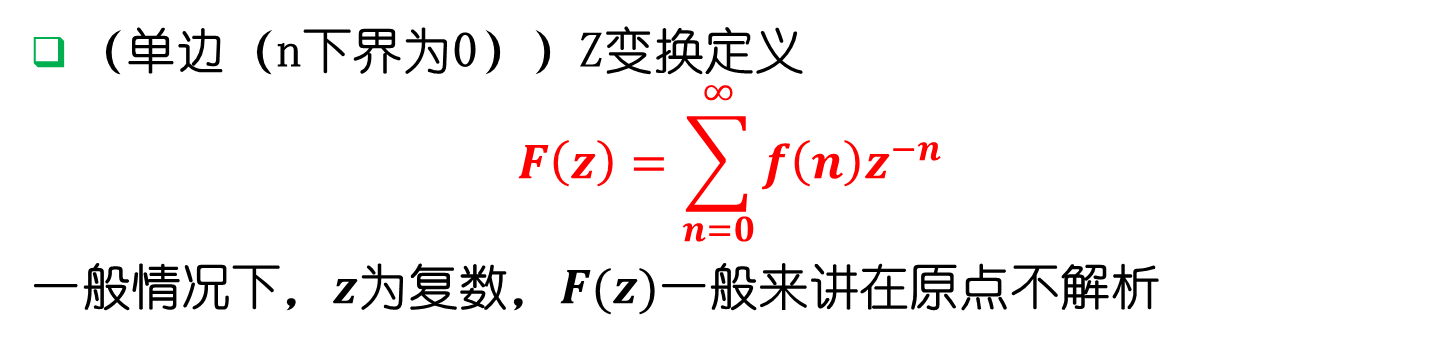 ❑ （单边（n下界为0））Z变换定义
F(z) = ∑_{n=0}^{∞} f(n)z^{-n}
一般情况下，z为复数，F(z)一般来讲在原点不解析